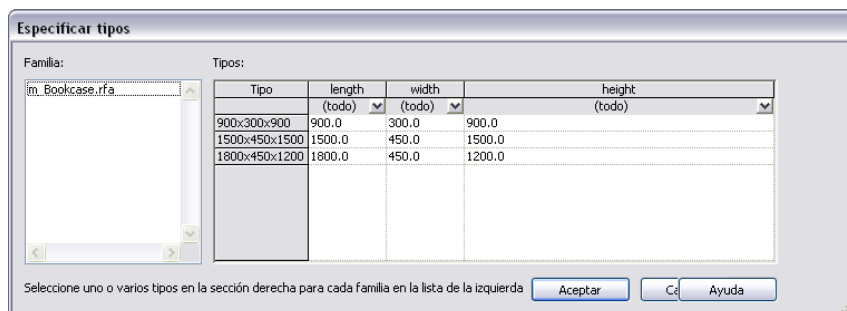 Especificar tipos
Familia: Tipos:
m_Bookcase.rfa
Tipo length width height
(todo) (todo) (todo)
900x300x900 900.0 300.0 900.0
1500x450x1500 1500.0 450.0 1500.0
1800x450x1200 1800.0 450.0 1200.0
Seleccione uno o varios tipos en la sección derecha para cada familia en la lista de la izquierda Aceptar Ca Ayuda